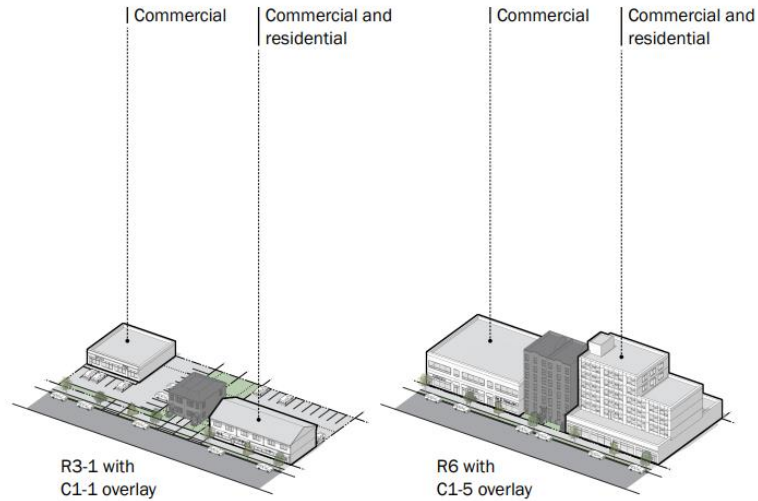 Commercial
Commercial and
residential
Commercial
Commercial and
residential
R3-1 with
C1-1 overlay
R6 with
C1-5 overlay